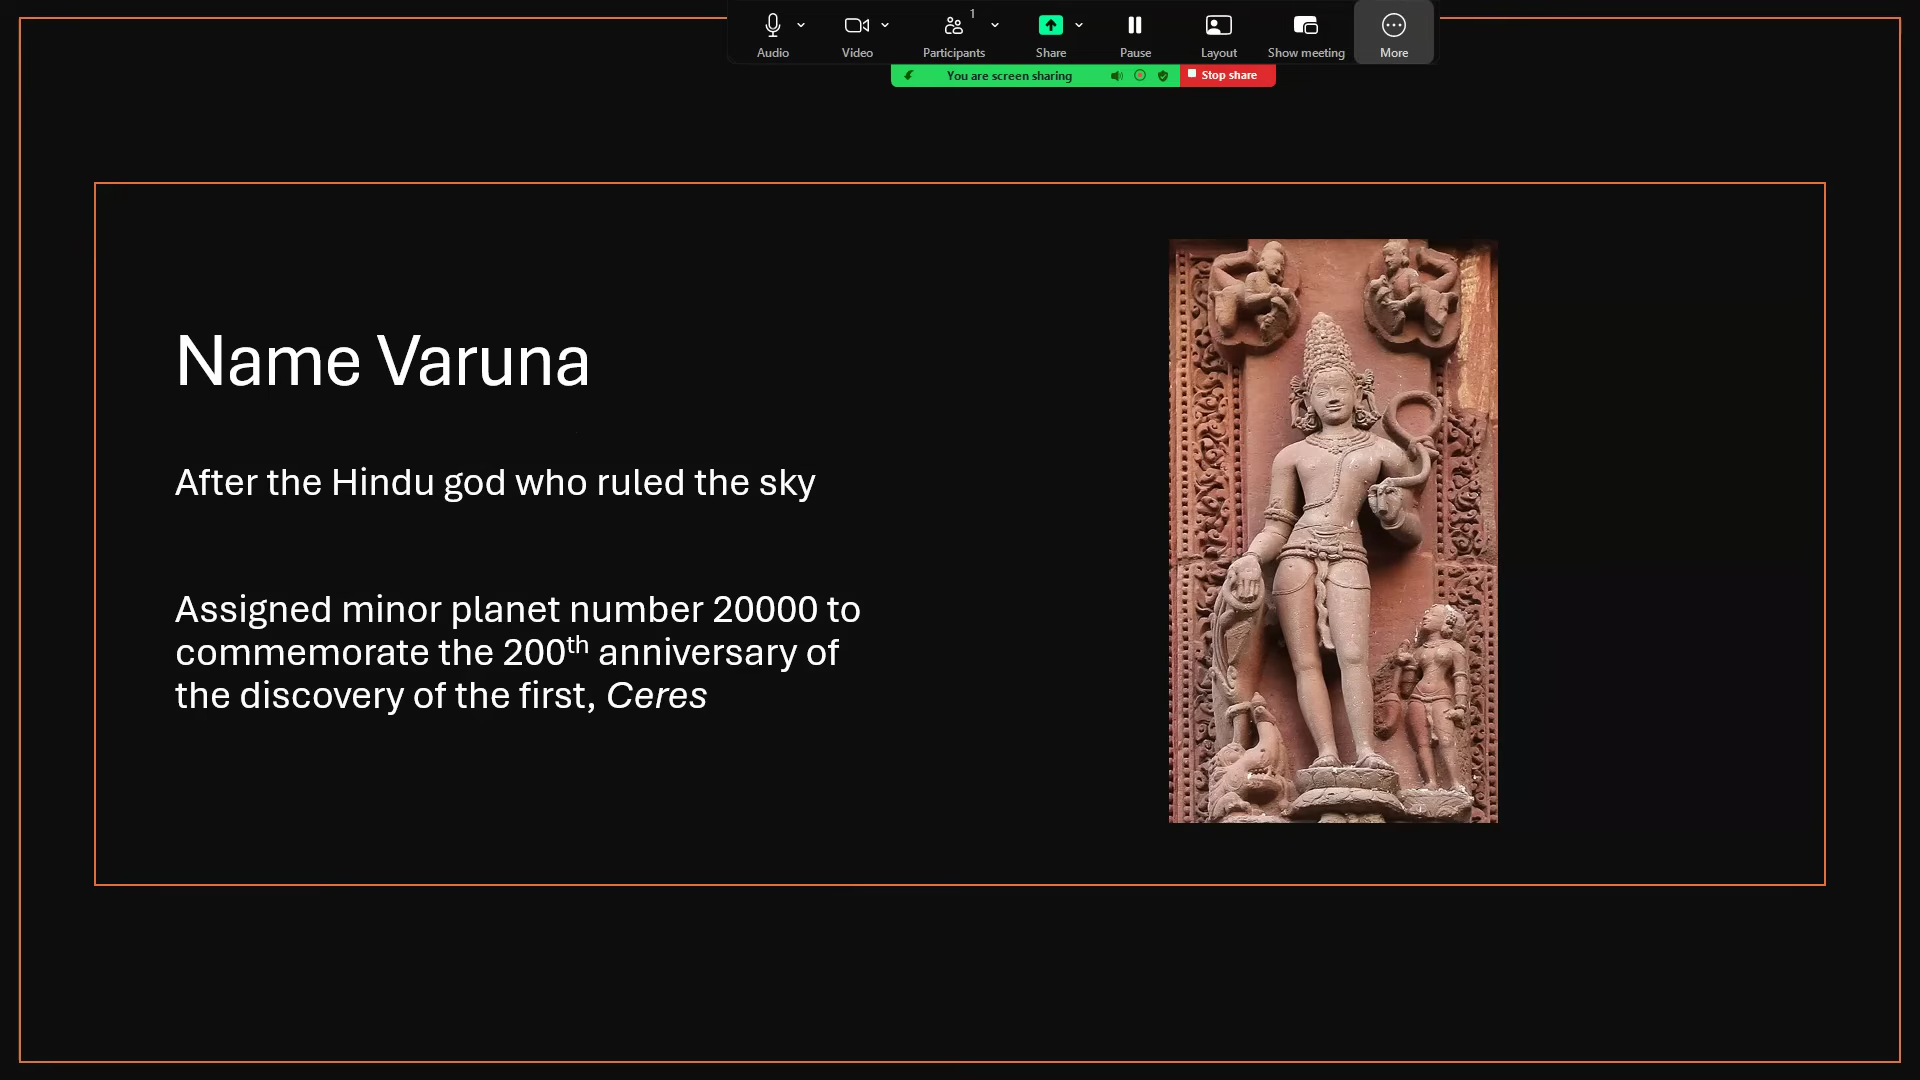 1
Audio
Video
Participants
Share
Pause
Layout
Show meeting
More
You are screen sharing
Stop share
Name Varuna
After the Hindu god who ruled the sky
Assigned minor planet number 20000 to
commemorate the 200th anniversary of
the discovery of the first, Ceres